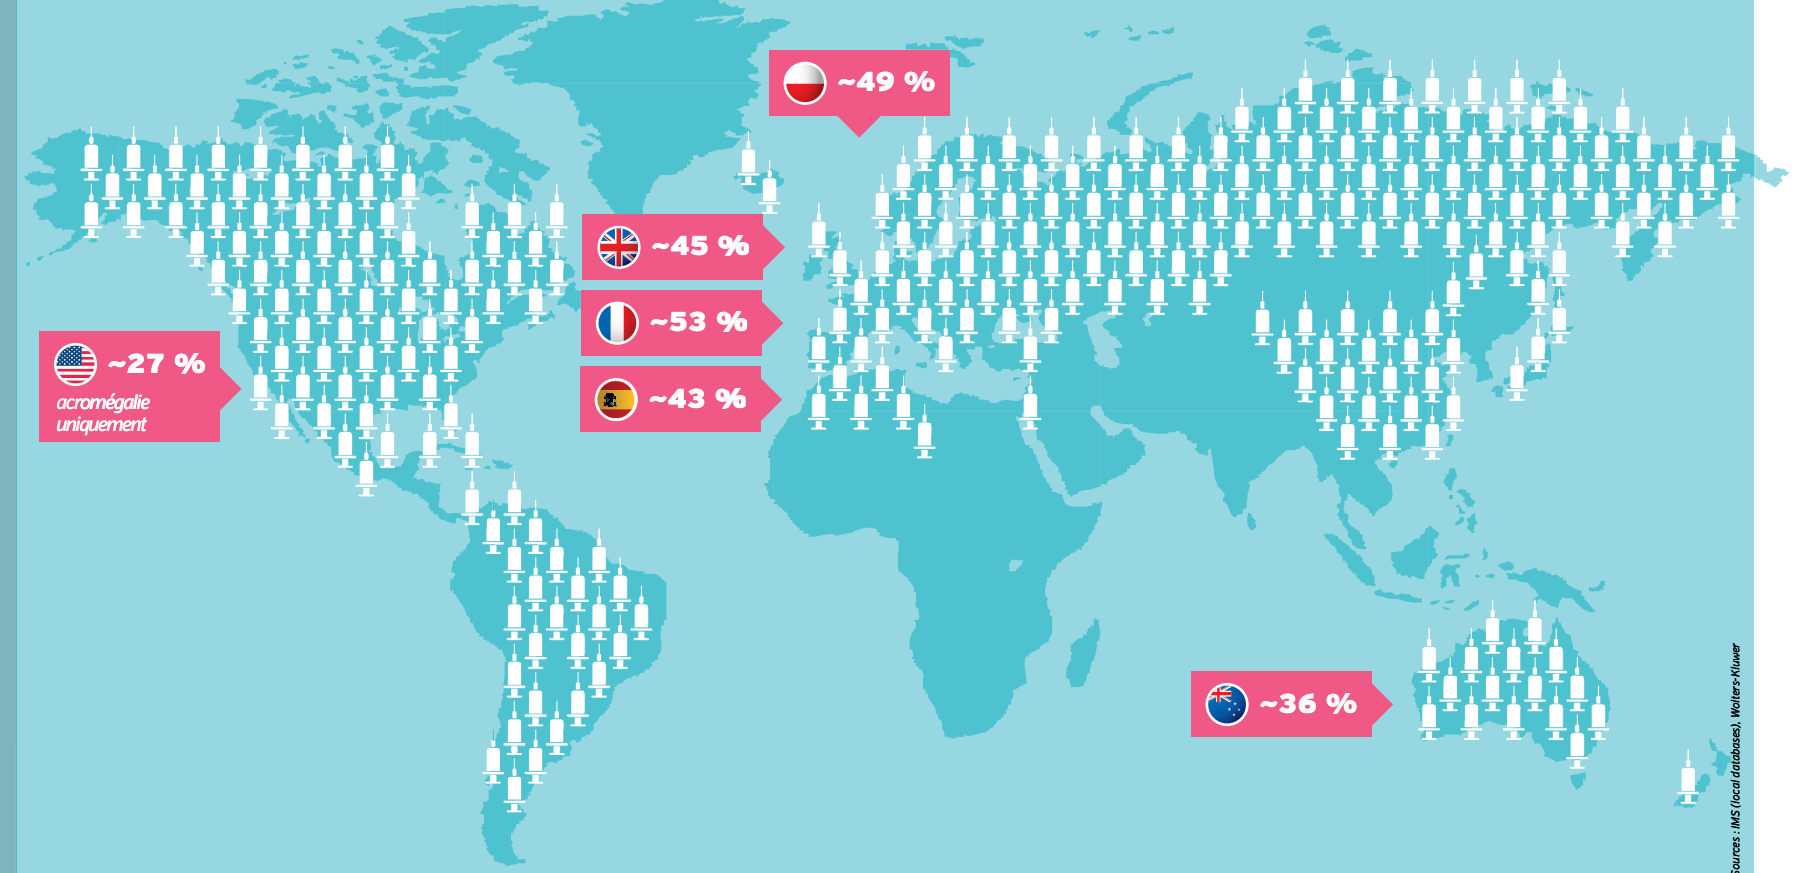 ~49 %
~45 %
~53 %
~27 %
acromégalie
uniquement
~43 %
~36 %
Sources : IMS (local databases), Wolters-Kluwer